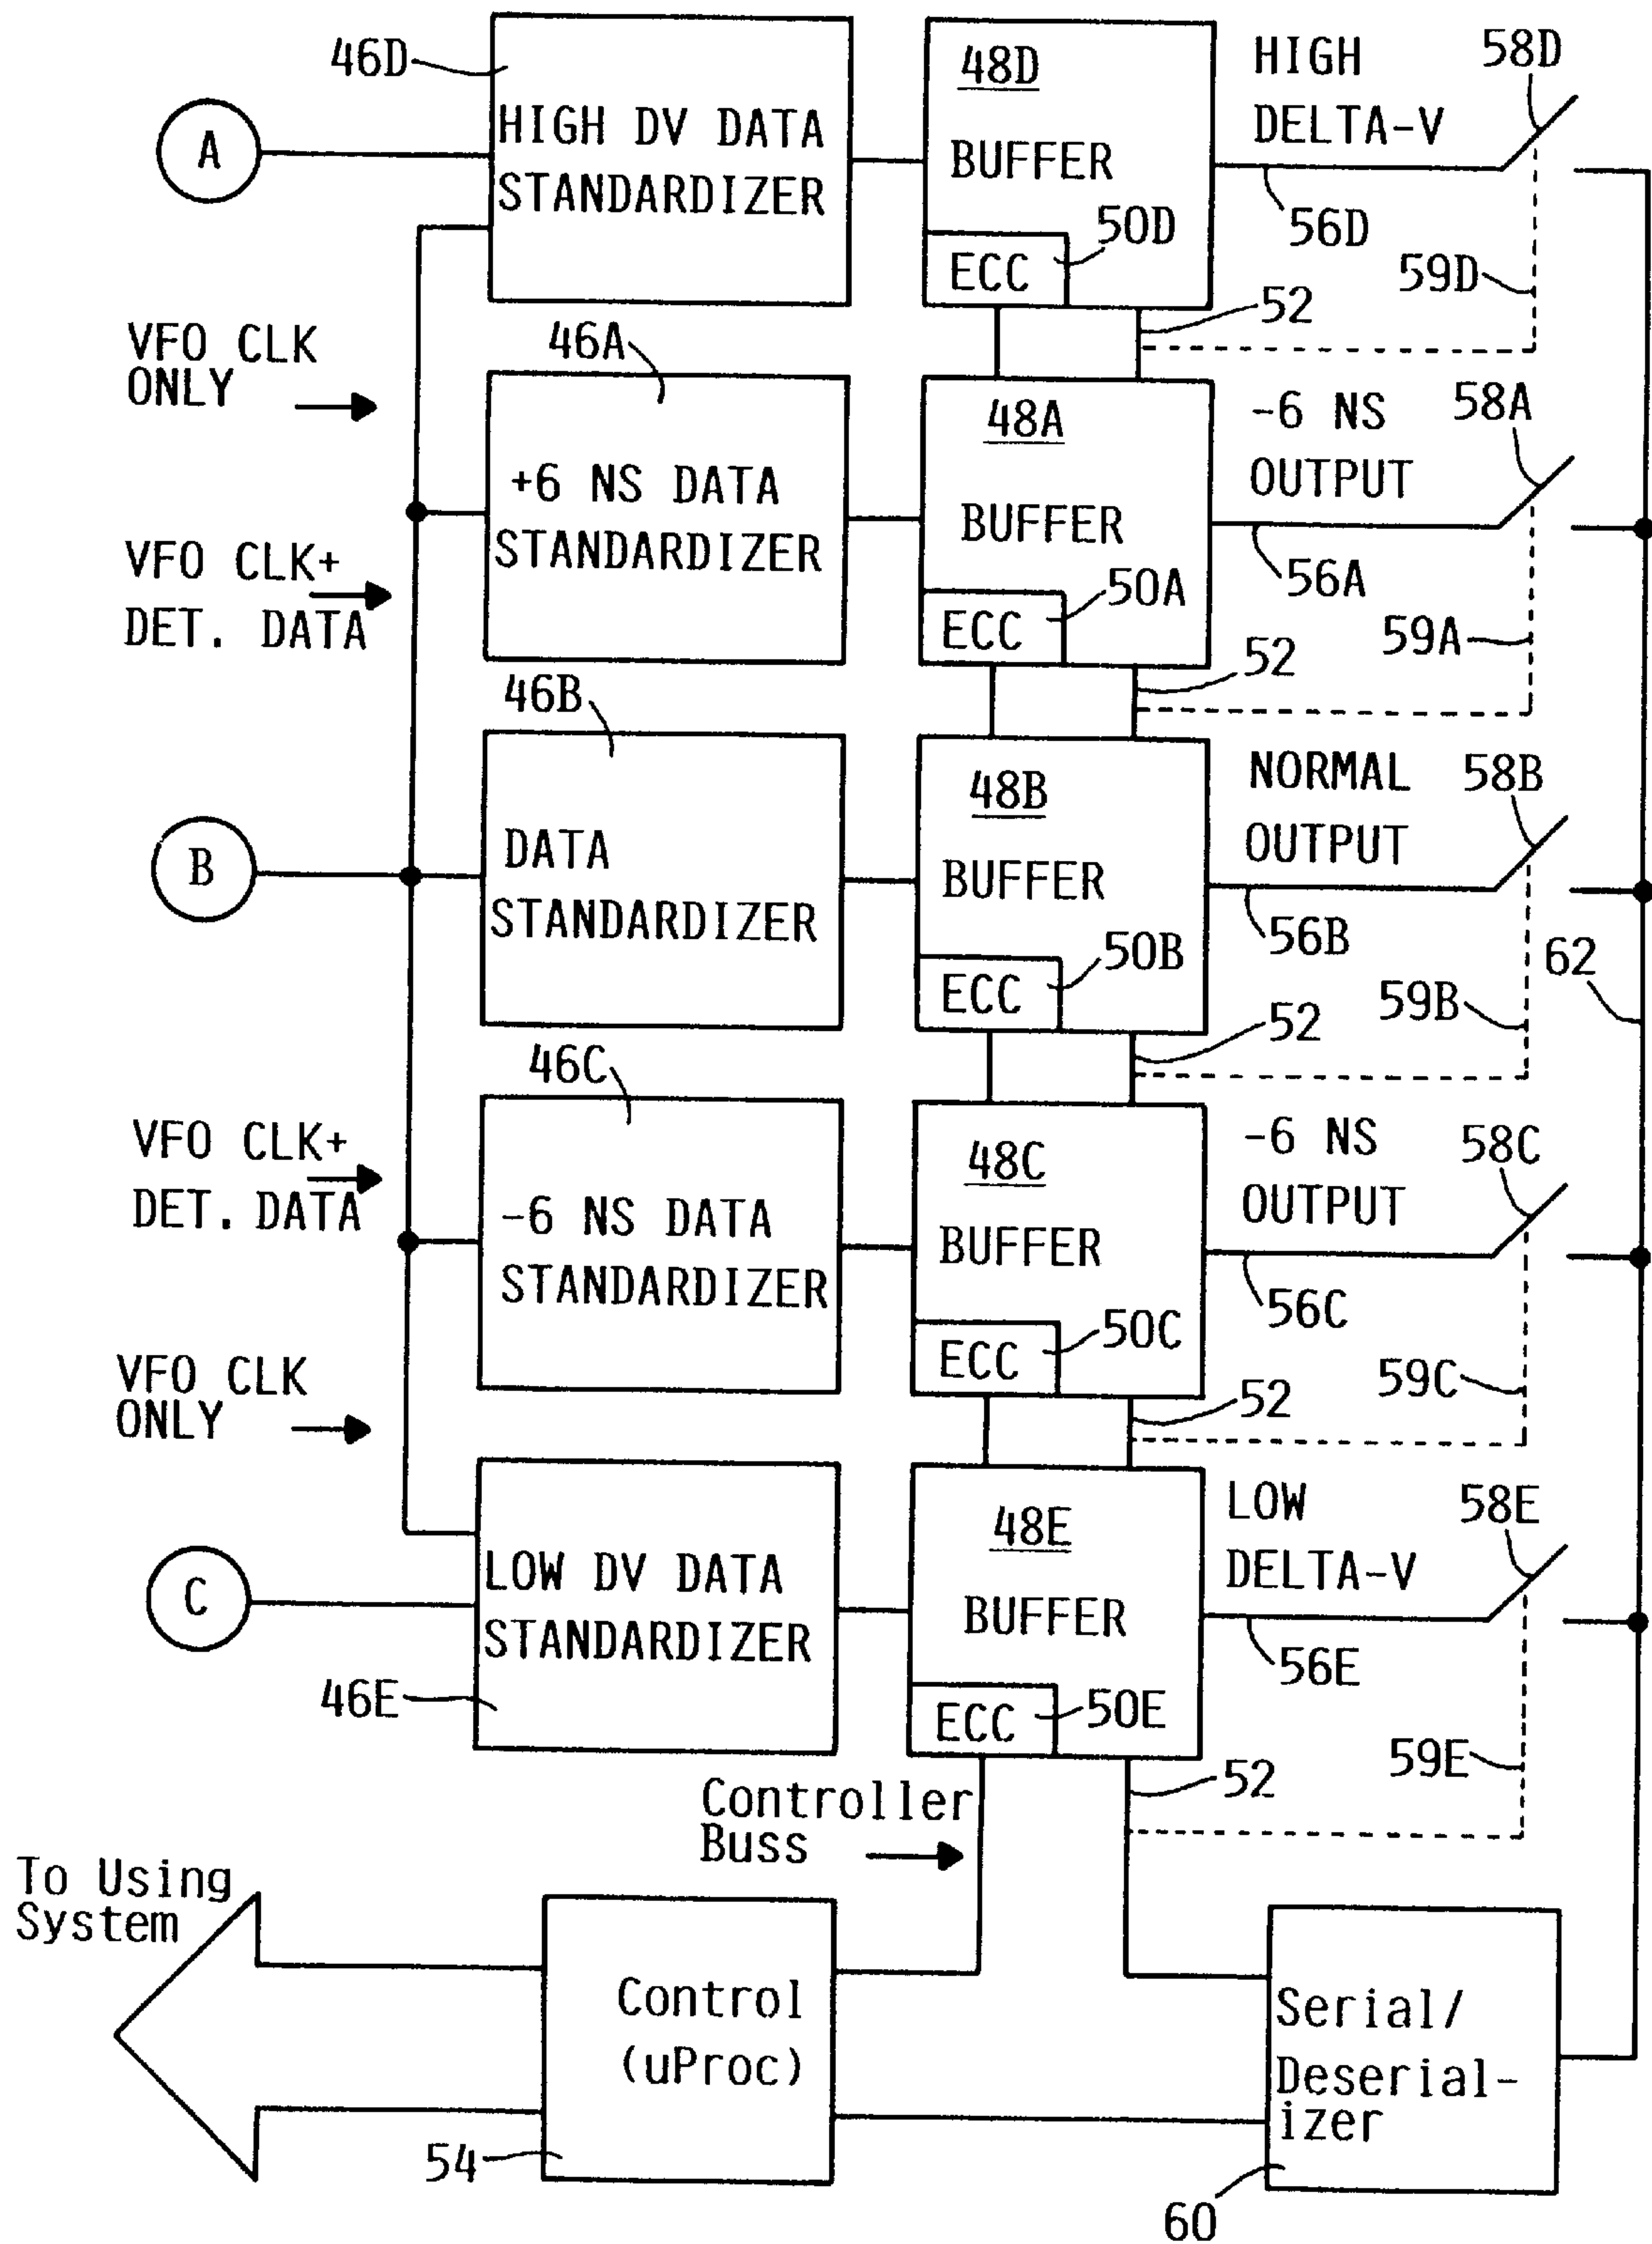 46D
48D
HIGH
58D
A
HIGH DV DATA
STANDARDIZER
BUFFER
DELTA-V
50D
ECC
56D
59D
52
VFO CLK
ONLY
46A
48A
-6 NS
58A
+6 NS DATA
STANDARDIZER
BUFFER
OUTPUT
VFO CLK+
DET. DATA
50A
ECC
56A
59A
52
46B
48B
NORMAL
58B
B
DATA
STANDARDIZER
BUFFER
OUTPUT
50B
ECC
56B
62
59B
52
46C
48C
-6 NS
58C
VFO CLK+
DET. DATA
-6 NS DATA
STANDARDIZER
BUFFER
OUTPUT
50C
ECC
56C
59C
52
VFO CLK
ONLY
48E
LOW
58E
C
LOW DV DATA
STANDARDIZER
BUFFER
DELTA-V
46E
50E
ECC
56E
59E
52
Controller
Buss
To Using
System
Control
(uProc)
54
Serial/
Deserial-
izer
60